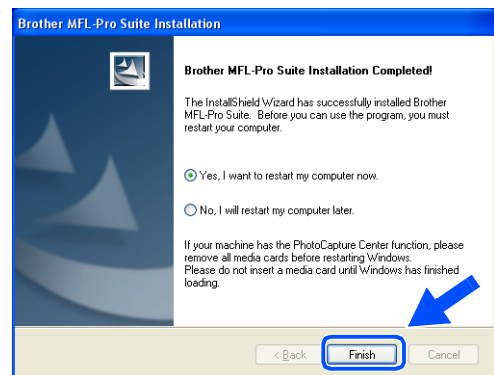 Brother MFL-Pro Suite Installation
Brother MFL-Pro Suite Installation Completed!
The InstallShield Wizard has successfully installed Brother
MFL-Pro Suite. Before you can use the program, you must
restart your computer.
Yes, I want to restart my computer now.
No, I will restart my computer later.
If your machine has the PhotoCapture Center function, please
remove all media cards before restarting Windows.
Please do not insert a media card until Windows has finished
loading.
< Back
Finish
Cancel